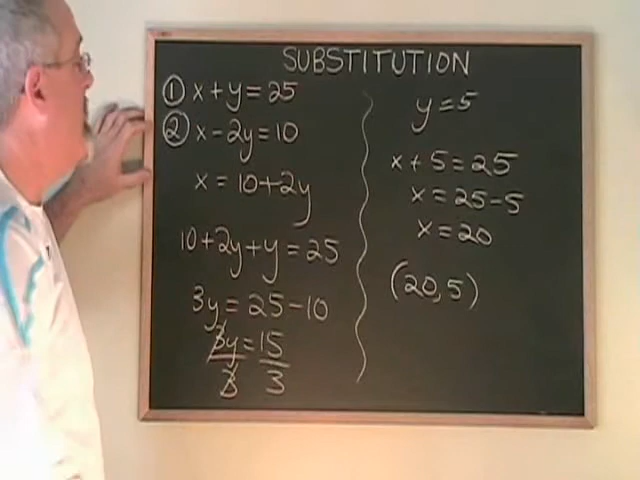 SUBSTITUTION
① x + y = 25
② x - 2y = 10
x = 10 + 2y
10 + 2y + y = 25
3y = 25 - 10
3y = 15
3 3
y = 5
x + 5 = 25
x = 25 - 5
x = 20
(20, 5)